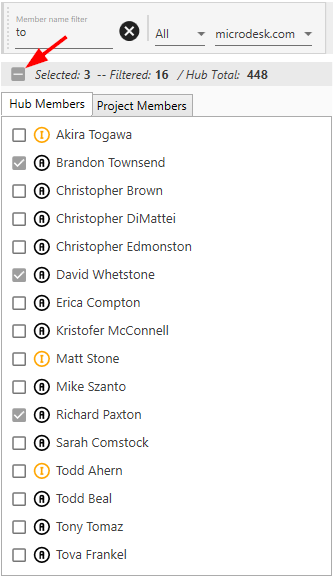 Member name filter
to
All
microdesk.com
Selected: 3 -- Filtered: 16 / Hub Total: 448
Hub Members
Project Members
I Akira Togawa
A Brandon Townsend
A Christopher Brown
A Christopher DiMattei
A Christopher Edmonston
A David Whetstone
A Erica Compton
A Kristofer McConnell
I Matt Stone
A Mike Szanto
A Richard Paxton
A Sarah Comstock
I Todd Ahern
A Todd Beal
A Tony Tomaz
A Tova Frankel